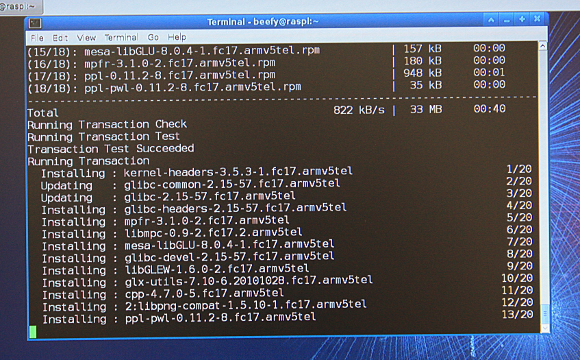 @raspl:~
Terminal - beefy@raspl:~
File Edit View Terminal Go Help
(15/18): mesa-libGLU-8.0.4-1.fc17.armv5tel.rpm | 157 kB 00:00
(16/18): mpfr-3.1.0-2.fc17.armv5tel.rpm | 180 kB 00:00
(17/18): ppl-0.11.2-8.fc17.armv5tel.rpm | 948 kB 00:01
(18/18): ppl-pwl-0.11.2-8.fc17.armv5tel.rpm | 35 kB 00:00
--------------------------------------------------------------------------------
Total 822 kB/s | 33 MB 00:40
Running Transaction Check
Running Transaction Test
Transaction Test Succeeded
Running Transaction
Installing : kernel-headers-3.5.3-1.fc17.armv5tel 1/20
Updating : glibc-common-2.15-57.fc17.armv5tel 2/20
Updating : glibc-2.15-57.fc17.armv5tel 3/20
Installing : glibc-headers-2.15-57.fc17.armv5tel 4/20
Installing : mpfr-3.1.0-2.fc17.armv5tel 5/20
Installing : libmpc-0.9-2.fc17.2.armv5tel 6/20
Installing : mesa-libGLU-8.0.4-1.fc17.armv5tel 7/20
Installing : glibc-devel-2.15-57.fc17.armv5tel 8/20
Installing : libGLEW-1.6.0-2.fc17.armv5tel 9/20
Installing : glx-utils-7.10-6.20101028.fc17.armv5tel 10/20
Installing : cpp-4.7.0-5.fc17.armv5tel 11/20
Installing : 2:libpng-compat-1.5.10-1.fc17.armv5tel 12/20
Installing : ppl-pwl-0.11.2-8.fc17.armv5tel 13/20